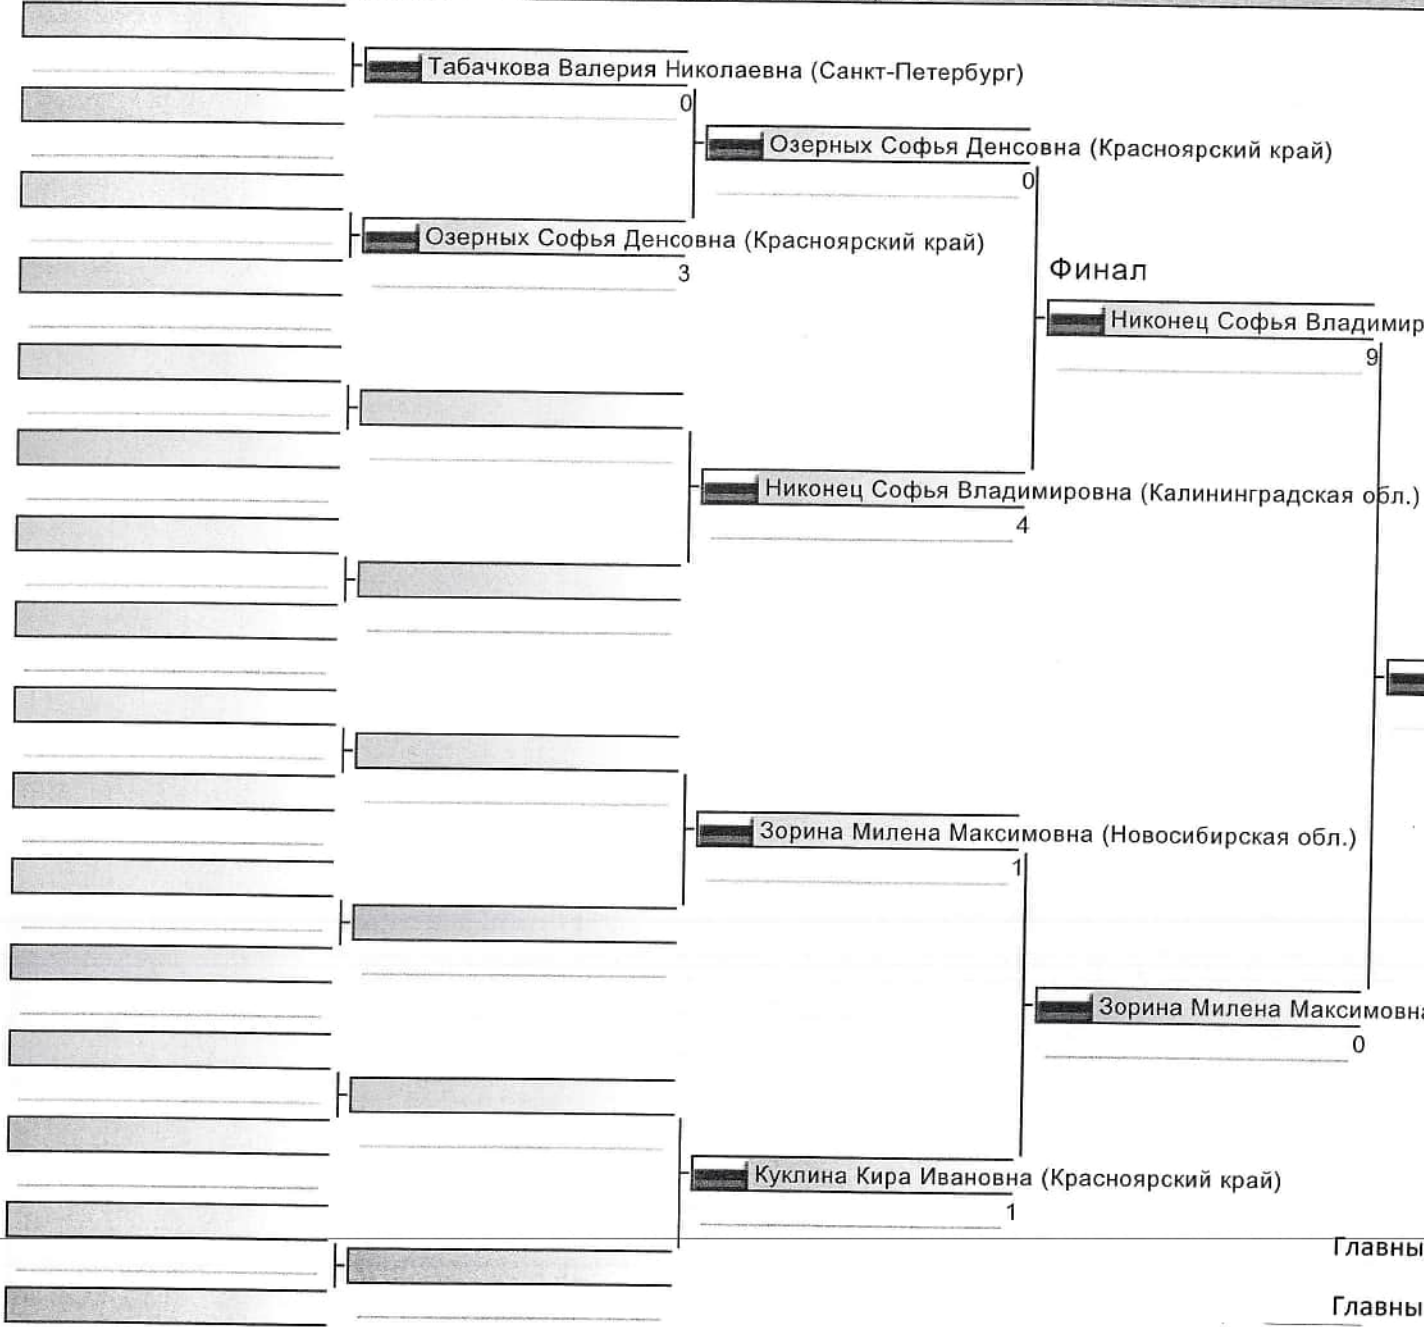 Табачкова Валерия Николаевна (Санкт-Петербург)
0
Озерных Софья Денсовна (Красноярский край)
0
Озерных Софья Денсовна (Красноярский край)
3
Финал
Никонец Софья Владимир
9
Никонец Софья Владимировна (Калининградская обл.)
4
Зорина Милена Максимовна (Новосибирская обл.)
1
Зорина Милена Максимовна
0
Куклина Кира Ивановна (Красноярский край)
1
Главны
Главны